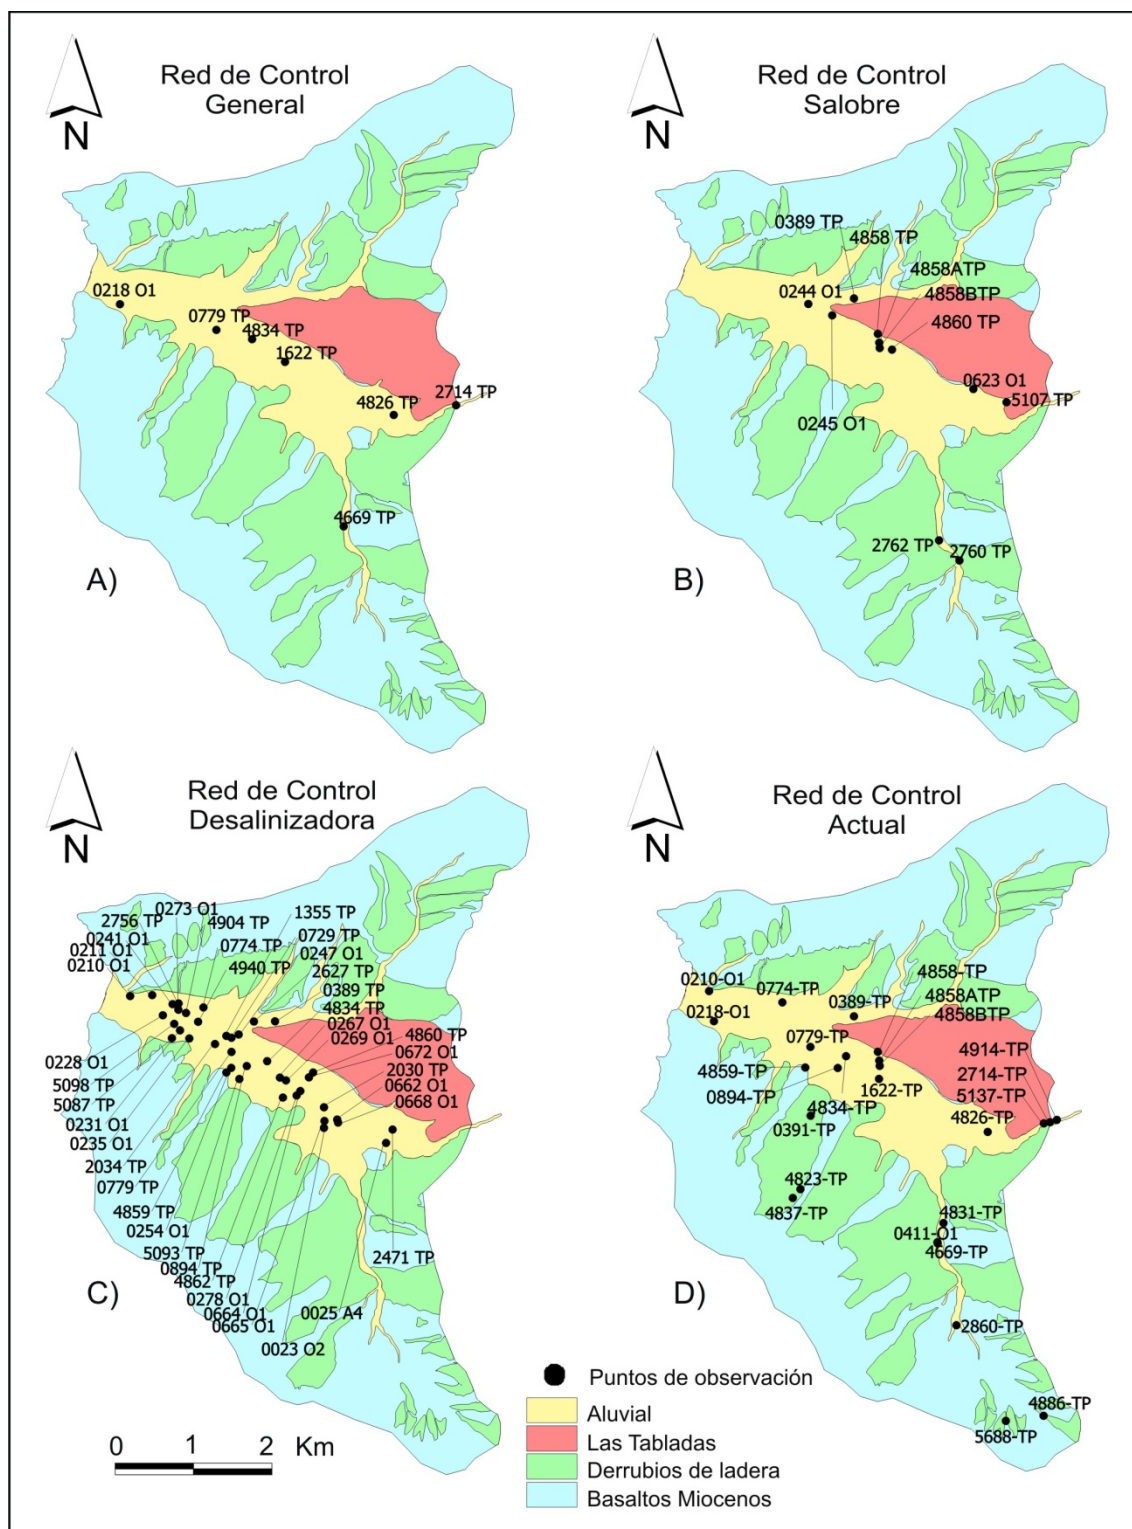 Red de Control
General
N
0218 O1
0779 TP
4834 TP
1622 TP
2714 TP
4826 TP
4669 TP
A)
Red de Control
Salobre
N
0389 TP
4858 TP
4858ATP
0244 O1
4858BTP
4860 TP
0623 O1
5107 TP
0245 O1
2762 TP
2760 TP
B)
Red de Control
Desalinizadora
N
0273 O1
1355 TP
2756 TP
4904 TP
0729 TP
0241 O1
0774 TP
0247 O1
0211 O1
0210 O1
4940 TP
2627 TP
0389 TP
4834 TP
0267 O1
0269 O1
4860 TP
0672 O1
2030 TP
0662 O1
0668 O1
0228 O1
5098 TP
5087 TP
0231 O1
0235 O1
2034 TP
0779 TP
4859 TP
0254 O1
5093 TP
0894 TP
4862 TP
0278 O1
0664 O1
0665 O1
0023 O2
0025 A4
2471 TP
C)
0 1 2 Km
Red de Control
Actual
N
0210-O1
0774-TP
0389-TP
4858-TP
4858ATP
4858BTP
0218-O1
0779-TP
4914-TP
2714-TP
5137-TP
4859-TP
0894-TP
1622-TP
4834-TP
4826-TP
0391-TP
4823-TP
4837-TP
4831-TP
0411-O1
4669-TP
2860-TP
4886-TP
5688-TP
D)
Puntos de observación
Aluvial
Las Tabladas
Derrubios de ladera
Basaltos Miocenos